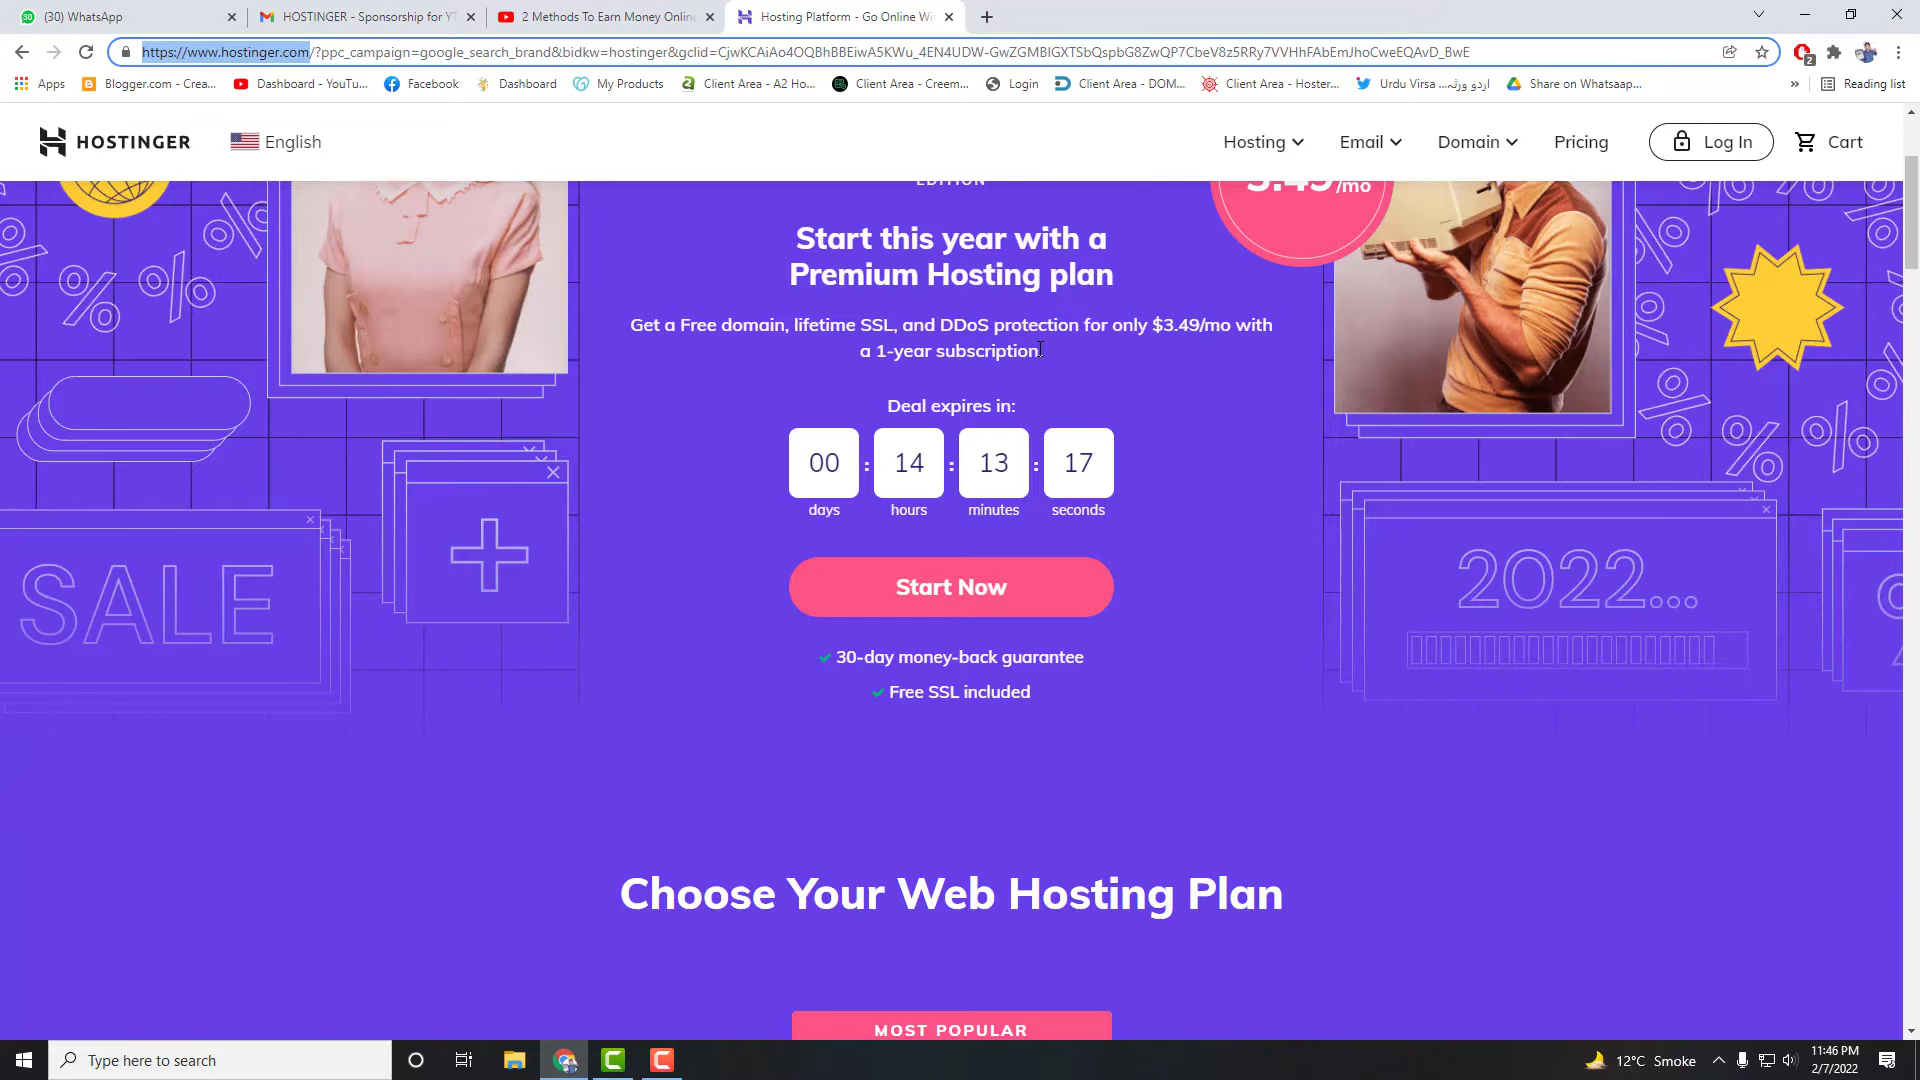 (30) WhatsApp
HOSTINGER - Sponsorship for YT
2 Methods To Earn Money Onlin
Hosting Platform - Go Online Wi
https://www.hostinger.com/?ppc_campaign=google_search_brand&bidkw=hostinger&gclid=CjwKCAiAo4OQBhBBEiwA5KWu_4EN4UDW-GwZGMBlGXTSbQspbG8ZwQP7CbeV8z5RRy7VVHhFAbEmJhoCweEQAvD_BwE
2
Apps
Blogger.com - Crea...
Dashboard - YouTu...
Facebook
Dashboard
My Products
Client Area - A2 Ho...
Client Area - Creem...
Login
Client Area - DOM...
Client Area - Hoster...
Urdu Virsa ...اردو ورثہ
Share on Whatsaap...
»
Reading list
HOSTINGER
English
Hosting
Email
Domain
Pricing
Log In
Cart
EDITION
3.49/mo
Start this year with a
Premium Hosting plan
Get a Free domain, lifetime SSL, and DDoS protection for only $3.49/mo with
a 1-year subscription.
Deal expires in:
00 : 14 : 13 : 17
days hours minutes seconds
SALE
2022...
Start Now
30-day money-back guarantee
Free SSL included
Choose Your Web Hosting Plan
MOST POPULAR
Type here to search
12°C Smoke
11:46 PM
2/7/2022